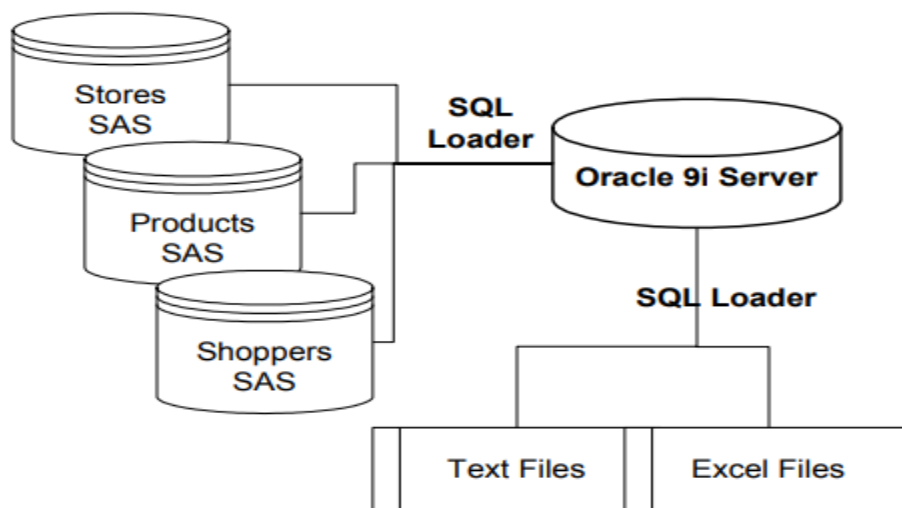 Stores
SAS
Products
SAS
Shoppers
SAS
SQL
Loader
Oracle 9i Server
SQL Loader
Text Files
Excel Files